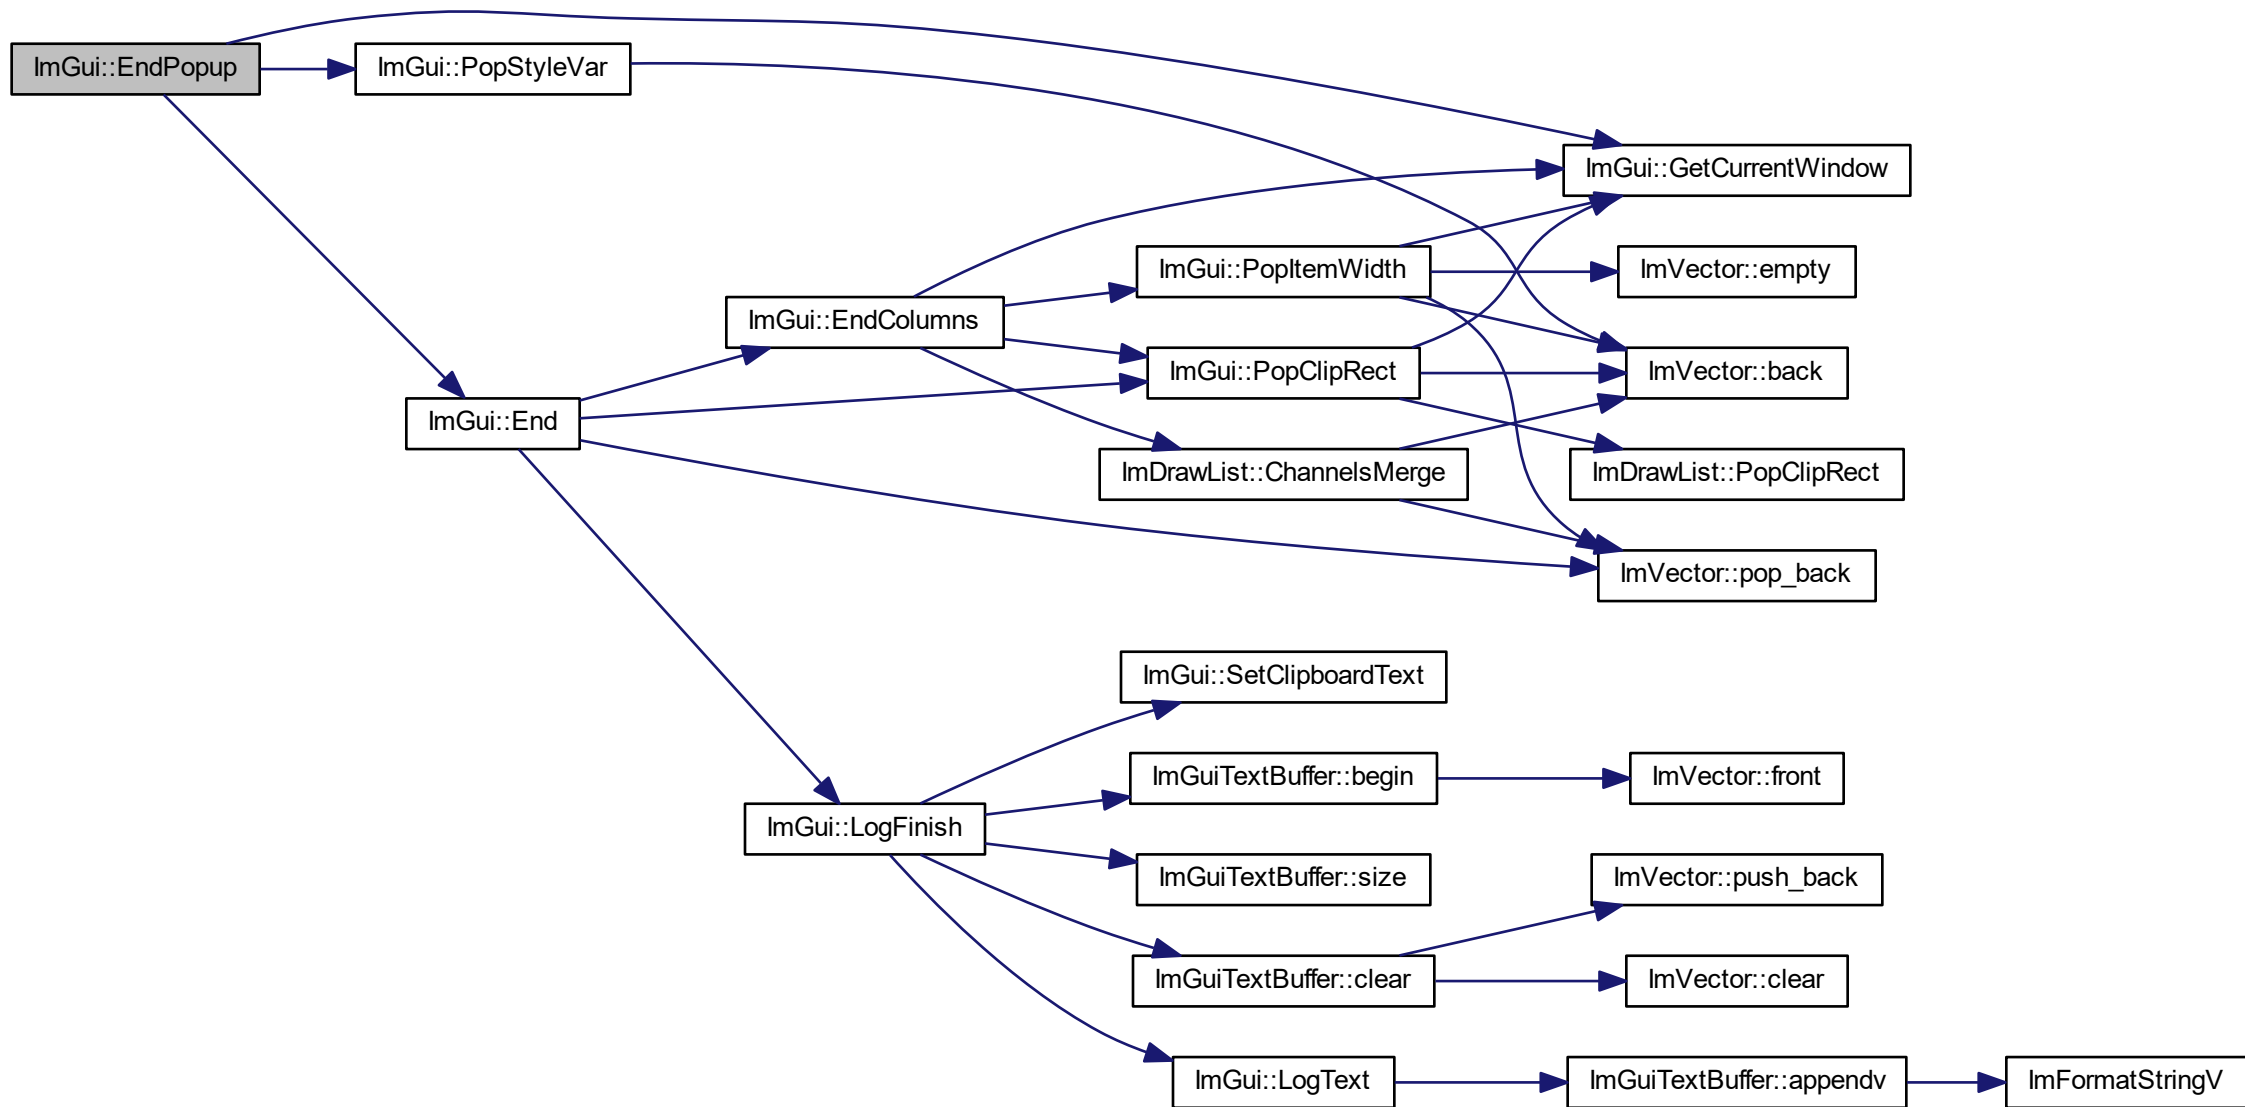 ImGui::EndPopup
ImGui::PopStyleVar
ImGui::GetCurrentWindow
ImGui::PopItemWidth
ImVector::empty
ImGui::EndColumns
ImGui::PopClipRect
ImVector::back
ImGui::End
ImDrawList::ChannelsMerge
ImDrawList::PopClipRect
ImVector::pop_back
ImGui::SetClipboardText
ImGuiTextBuffer::begin
ImVector::front
ImGui::LogFinish
ImGuiTextBuffer::size
ImVector::push_back
ImGuiTextBuffer::clear
ImVector::clear
ImGui::LogText
ImGuiTextBuffer::appendv
ImFormatStringV